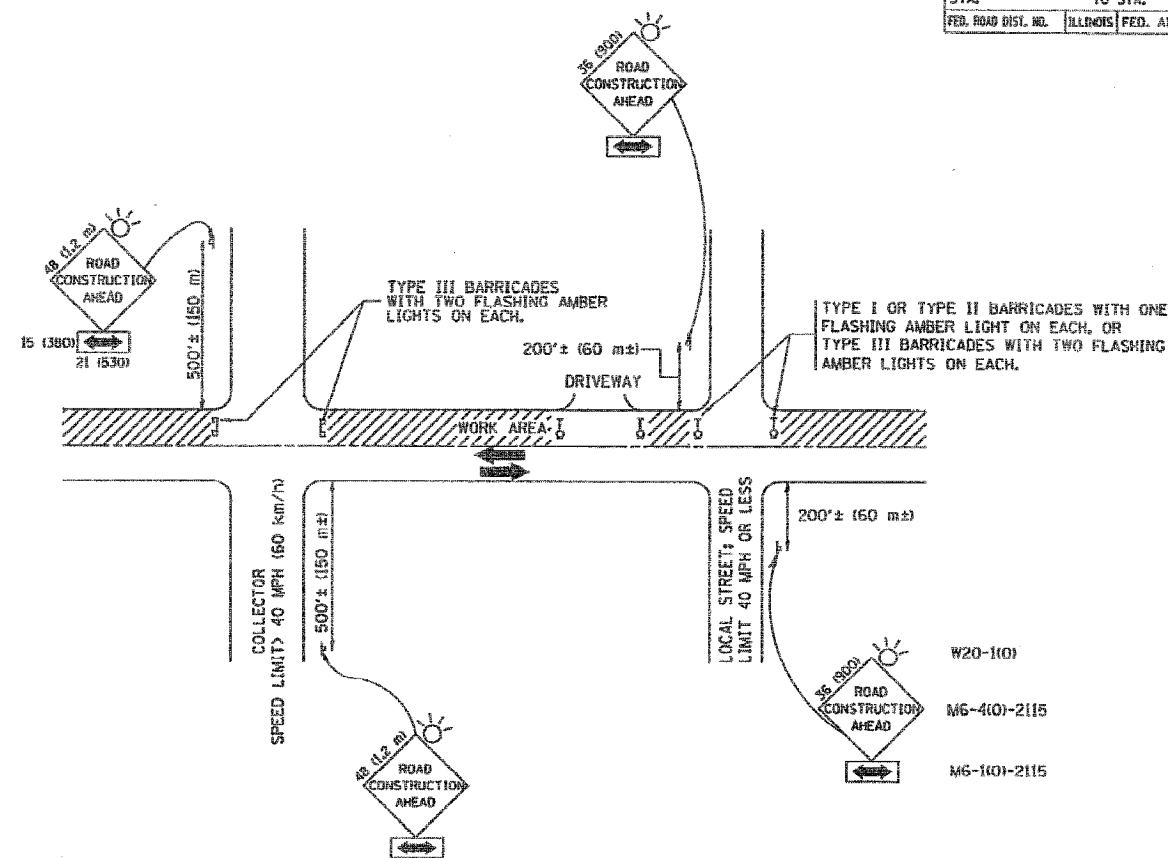 STA. TO STA.
FED. ROAD DIST. NO. ILLINOIS FED.
36 (900)
ROAD
CONSTRUCTION
AHEAD
48 (1.2 m)
ROAD
CONSTRUCTION
AHEAD
15 (380)
21 (530)
500'± (150 m)
TYPE III BARRICADES
WITH TWO FLASHING AMBER
LIGHTS ON EACH.
200'± (60 m±)
DRIVEWAY
TYPE I OR TYPE II BARRICADES WITH ONE
FLASHING AMBER LIGHT ON EACH, OR
TYPE III BARRICADES WITH TWO FLASHING
AMBER LIGHTS ON EACH.
WORK AREA
COLLECTOR
SPEED LIMIT> 40 MPH (60 km/h)
500'± (150 m±)
LOCAL STREET; SPEED
LIMIT 40 MPH OR LESS
200'± (60 m±)
48 (1.2 m)
ROAD
CONSTRUCTION
AHEAD
36 (900)
ROAD
CONSTRUCTION
AHEAD
W20-1(O)
M6-4(O)-2115
M6-1(O)-2115